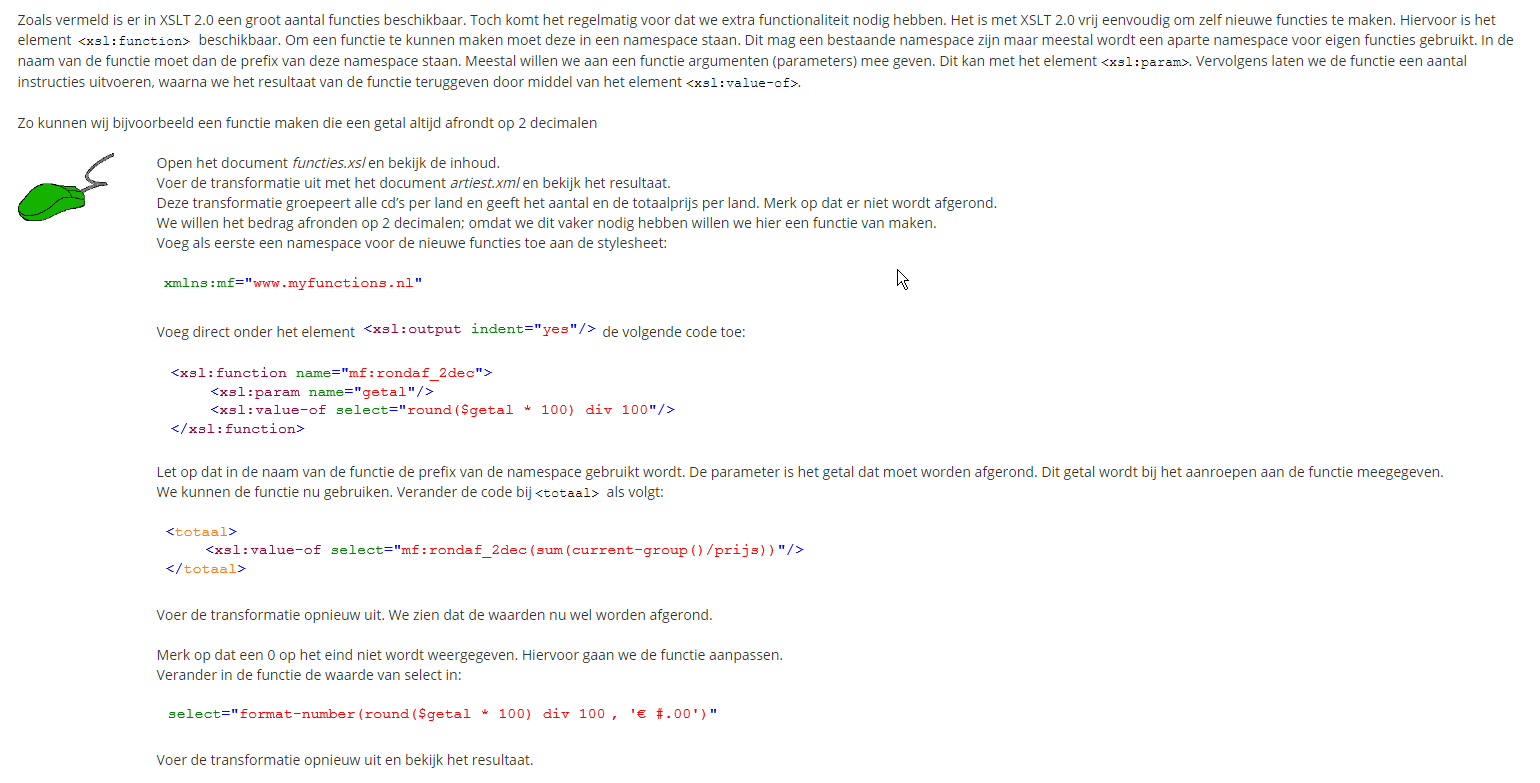 Zoals vermeld is er in XSLT 2.0 een groot aantal functies beschikbaar. Toch komt het regelmatig voor dat we extra functionaliteit nodig hebben. Het is met XSLT 2.0 vrij eenvoudig om zelf nieuwe functies te maken. Hiervoor is het
element <xsl:function> beschikbaar. Om een functie te kunnen maken moet deze in een namespace staan. Dit mag een bestaande namespace zijn maar meestal wordt een aparte namespace voor eigen functies gebruikt. In de
naam van de functie moet dan de prefix van deze namespace staan. Meestal willen we aan een functie argumenten (parameters) mee geven. Dit kan met het element <xsl:param>. Vervolgens laten we de functie een aantal
instructies uitvoeren, waarna we het resultaat van de functie teruggeven door middel van het element <xsl:value-of>.
Zo kunnen wij bijvoorbeeld een functie maken die een getal altijd afrondt op 2 decimalen
Open het document functies.xsl en bekijk de inhoud.
Voer de transformatie uit met het document artiest.xml en bekijk het resultaat.
Deze transformatie groepeert alle cd's per land en geeft het aantal en de totaalprijs per land. Merk op dat er niet wordt afgerond.
We willen het bedrag afronden op 2 decimalen; omdat we dit vaker nodig hebben willen we hier een functie van maken.
Voeg als eerste een namespace voor de nieuwe functies toe aan de stylesheet:
xmlns:mf="www.myfunctions.nl"
Voeg direct onder het element <xsl:output indent="yes"/> de volgende code toe:
<xsl:function name="mf:rondaf_2dec">
<xsl:param name="getal"/>
<xsl:value-of select="round($getal * 100) div 100"/>
</xsl:function>
Let op dat in de naam van de functie de prefix van de namespace gebruikt wordt. De parameter is het getal dat moet worden afgerond. Dit getal wordt bij het aanroepen aan de functie meegegeven.
We kunnen de functie nu gebruiken. Verander de code bij <totaal> als volgt:
<totaal>
<xsl:value-of select="mf:rondaf_2dec(sum(current-group()/prijs))"/>
</totaal>
Voer de transformatie opnieuw uit. We zien dat de waarden nu wel worden afgerond.
Merk op dat een 0 op het eind niet wordt weergegeven. Hiervoor gaan we de functie aanpassen.
Verander in de functie de waarde van select in:
select="format-number(round($getal * 100) div 100 , '€ #.00')"
Voer de transformatie opnieuw uit en bekijk het resultaat.